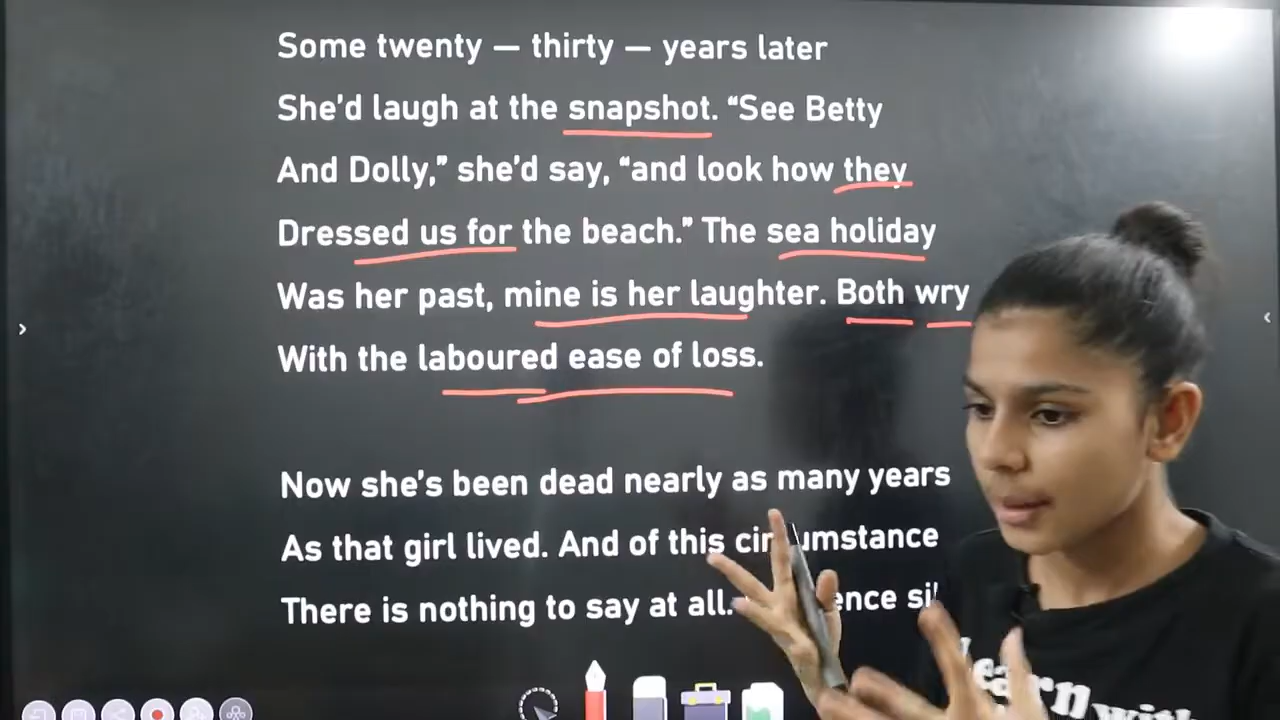 Some twenty — thirty — years later
She’d laugh at the snapshot. “See Betty
And Dolly,” she’d say, “and look how they
Dressed us for the beach.” The sea holiday
Was her past, mine is her laughter. Both wry
With the laboured ease of loss.
Now she’s been dead nearly as many years
As that girl lived. And of this circumstance
There is nothing to say at all.
Learn with